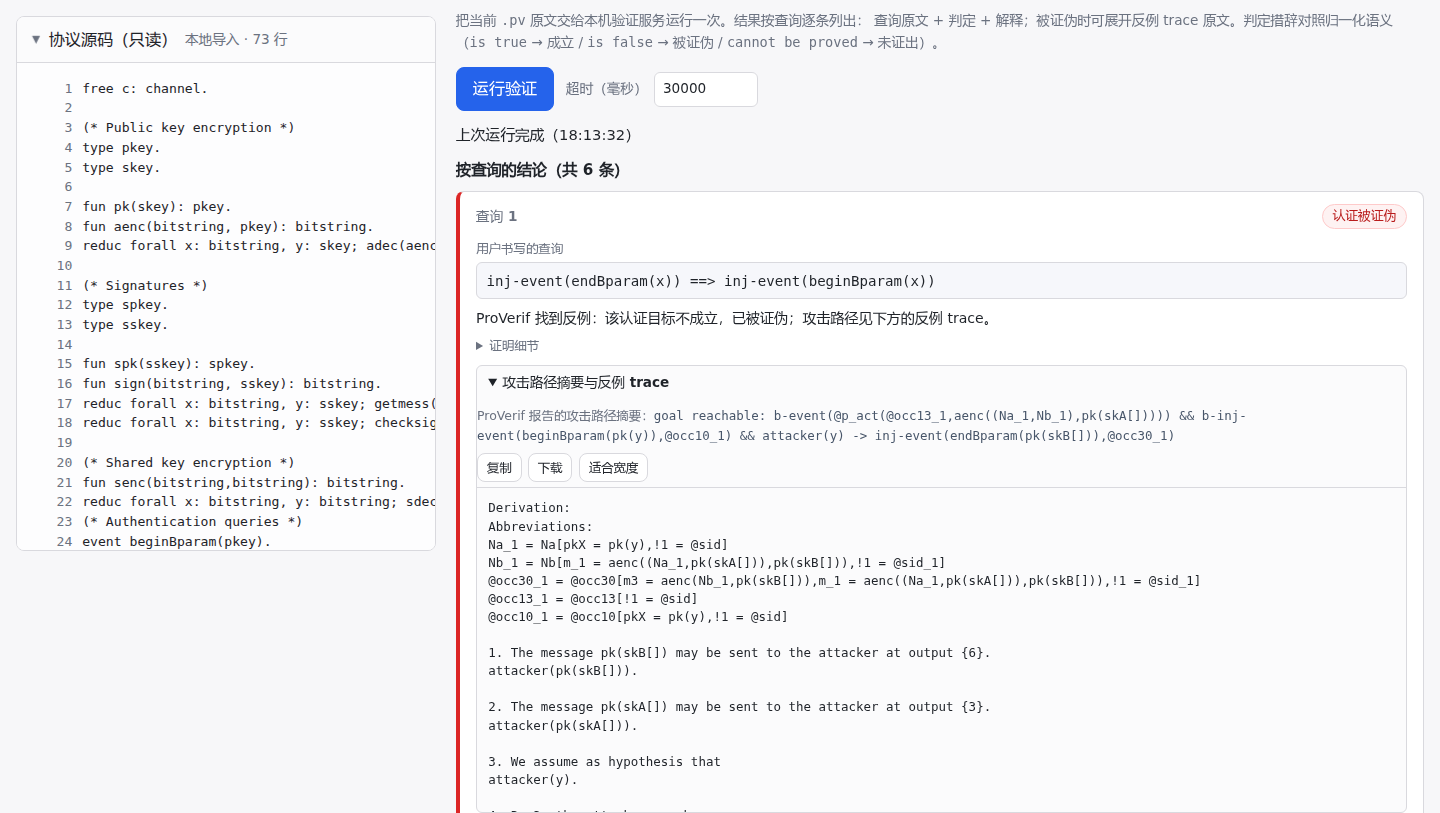 ▼ 协议源码（只读） 本地导入 · 73 行
1 free c: channel.
2
3 (* Public key encryption *)
4 type pkey.
5 type skey.
6
7 fun pk(skey): pkey.
8 fun aenc(bitstring, pkey): bitstring.
9 reduc forall x: bitstring, y: skey; adec(aenc
10
11 (* Signatures *)
12 type spkey.
13 type sskey.
14
15 fun spk(sskey): spkey.
16 fun sign(bitstring, sskey): bitstring.
17 reduc forall x: bitstring, y: sskey; getmess(
18 reduc forall x: bitstring, y: sskey; checksig
19
20 (* Shared key encryption *)
21 fun senc(bitstring,bitstring): bitstring.
22 reduc forall x: bitstring, y: bitstring; sdec
23 (* Authentication queries *)
24 event beginBparam(pkey).
把当前 .pv 原文交给本机验证服务运行一次。结果按查询逐条列出： 查询原文 + 判定 + 解释；被证伪时可展开反例 trace 原文。判定措辞对照归一化语义
（is true → 成立 / is false → 被证伪 / cannot be proved → 未证出）。
运行验证 超时（毫秒） 30000
上次运行完成（18:13:32）
按查询的结论（共 6 条）
查询 1 认证被证伪
用户书写的查询
inj-event(endBparam(x)) ==> inj-event(beginBparam(x))
ProVerif 找到反例：该认证目标不成立，已被证伪；攻击路径见下方的反例 trace。
▶ 证明细节
▼ 攻击路径摘要与反例 trace
ProVerif 报告的攻击路径摘要：goal reachable: b-event(@p_act(@occ13_1,aenc((Na_1,Nb_1),pk(skA[])))) && b-inj-
event(beginBparam(pk(y)),@occ10_1) && attacker(y) -> inj-event(endBparam(pk(skB[])),@occ30_1)
复制 下载 适合宽度
Derivation:
Abbreviations:
Na_1 = Na[pkX = pk(y),!1 = @sid]
Nb_1 = Nb[m_1 = aenc((Na_1,pk(skA[])),pk(skB[])),!1 = @sid_1]
@occ30_1 = @occ30[m3 = aenc(Nb_1,pk(skB[])),m_1 = aenc((Na_1,pk(skA[])),pk(skB[])),!1 = @sid_1]
@occ13_1 = @occ13[!1 = @sid]
@occ10_1 = @occ10[pkX = pk(y),!1 = @sid]
1. The message pk(skB[]) may be sent to the attacker at output {6}.
attacker(pk(skB[])).
2. The message pk(skA[]) may be sent to the attacker at output {3}.
attacker(pk(skA[])).
3. We assume as hypothesis that
attacker(y).